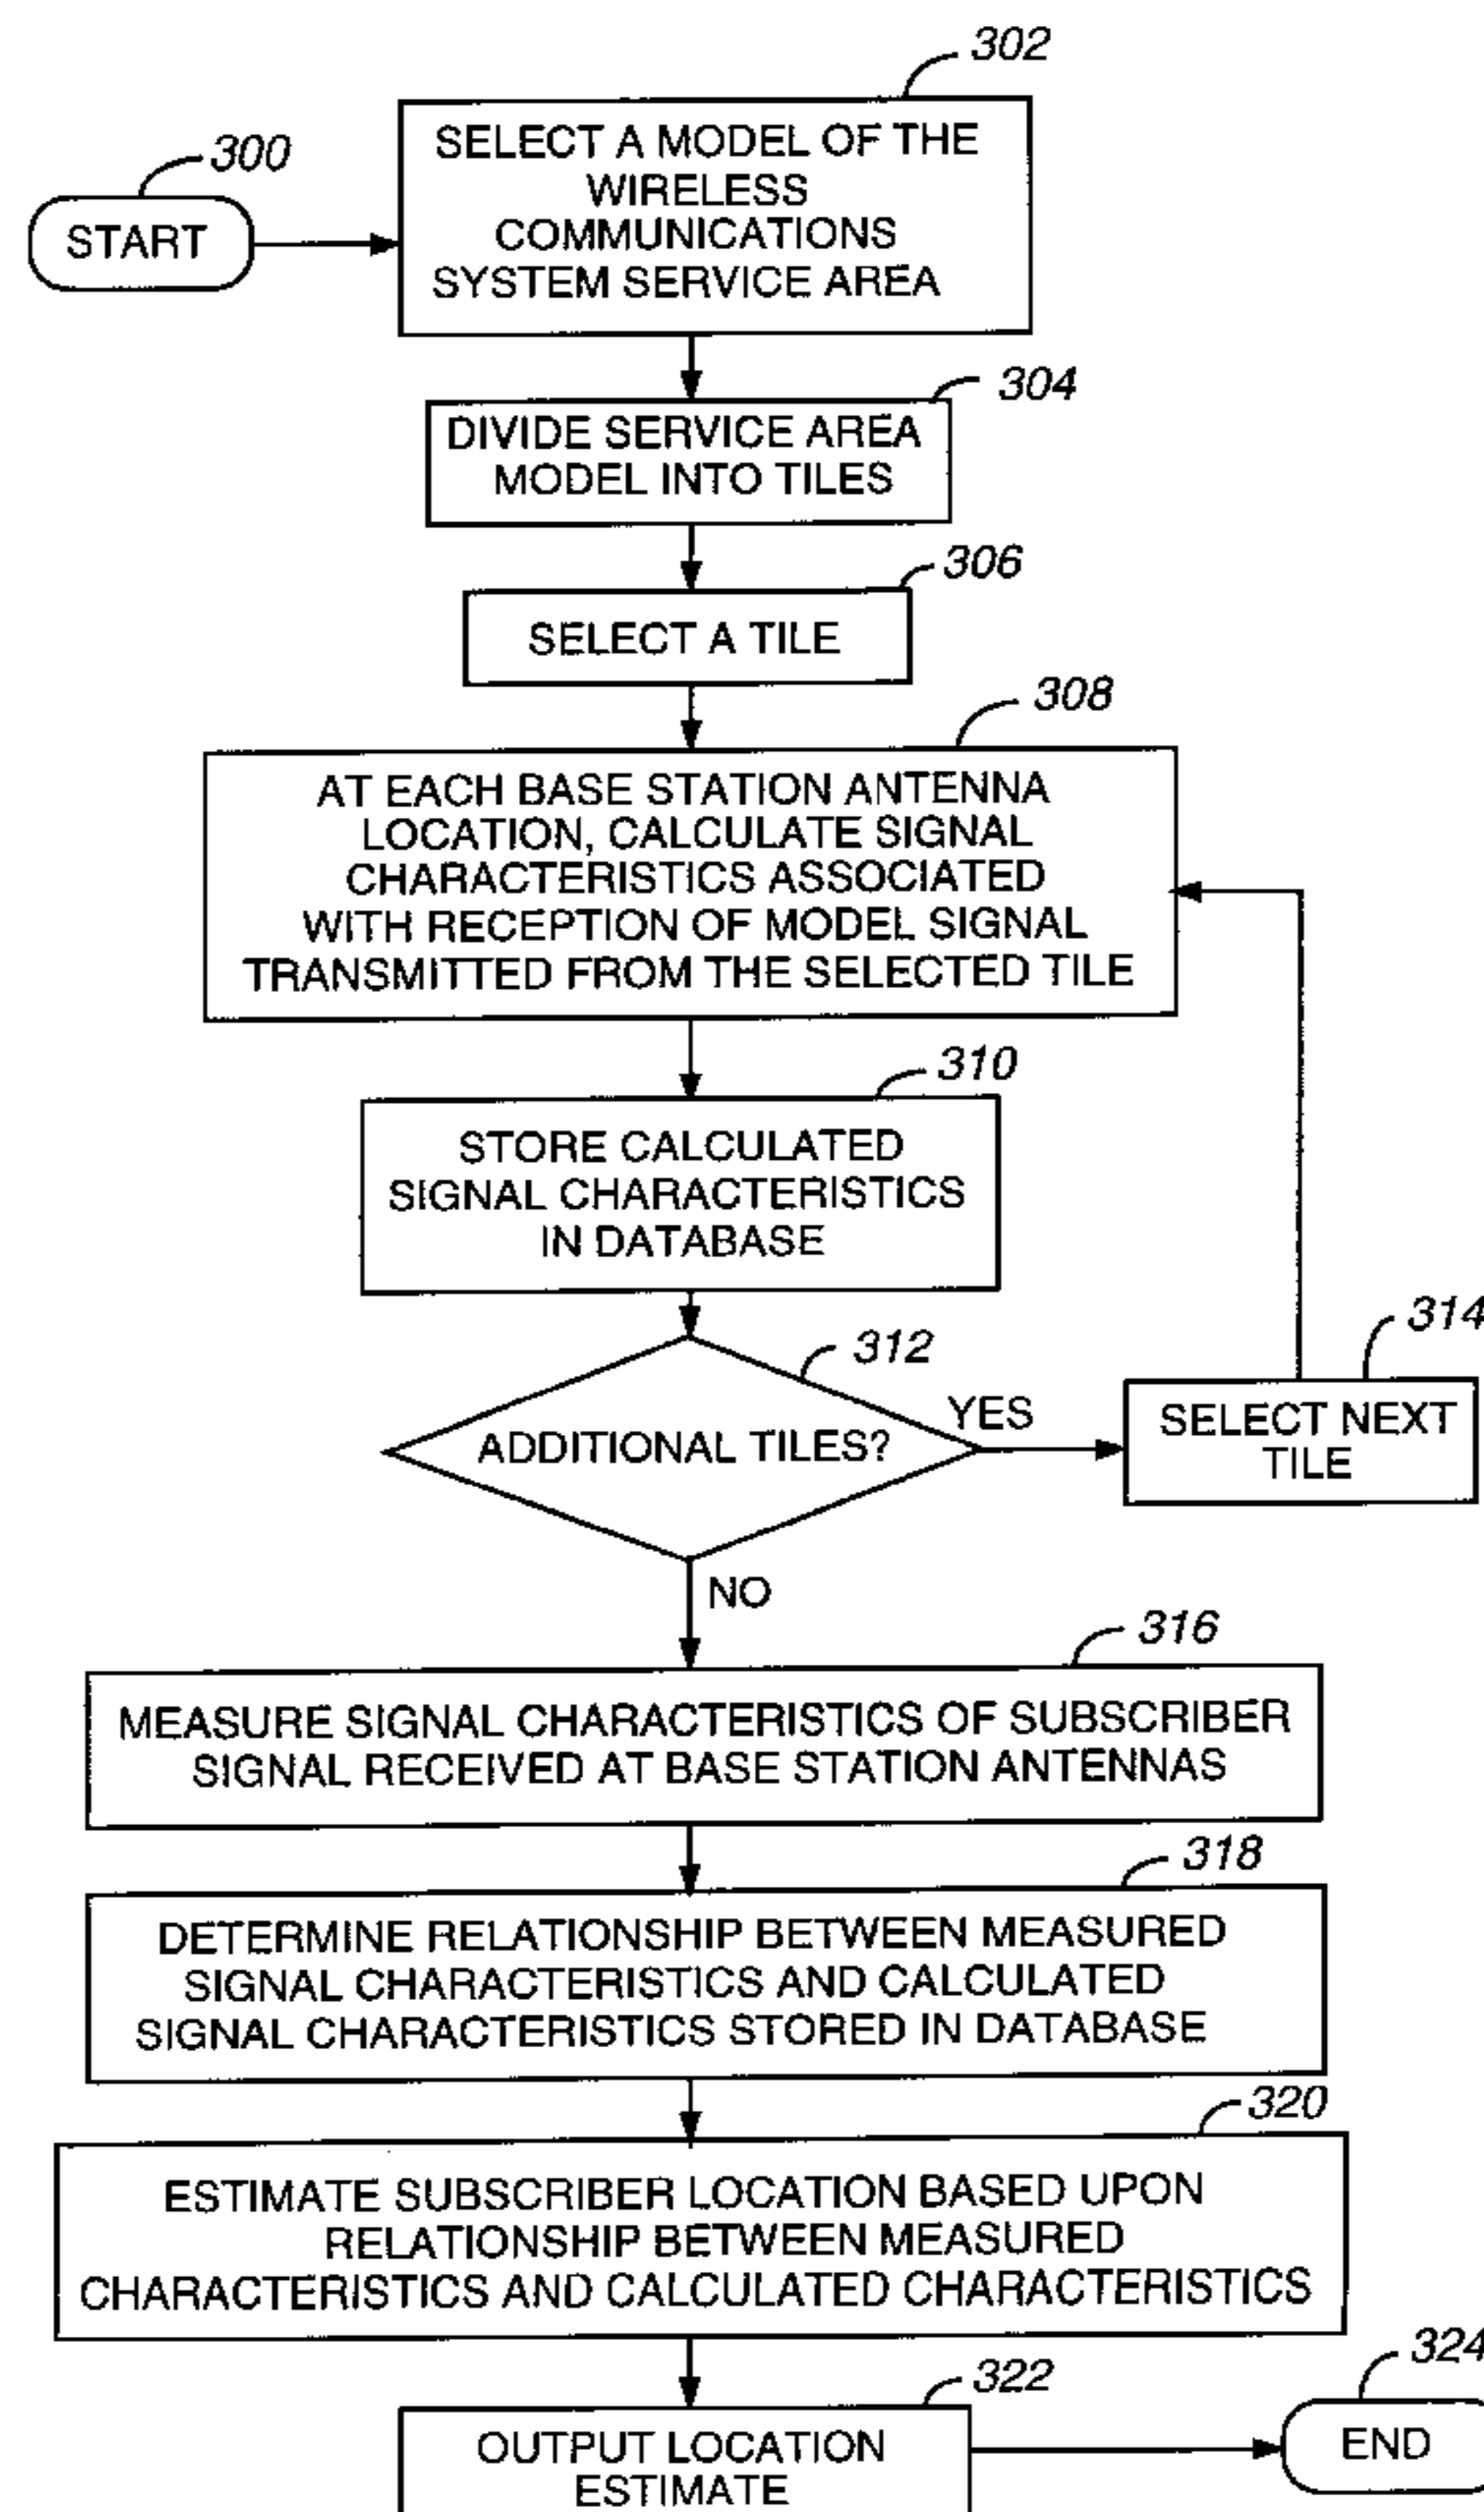 302
SELECT A MODEL OF THE
WIRELESS
COMMUNICATIONS
SYSTEM SERVICE AREA
300
START
304
DIVIDE SERVICE AREA
MODEL INTO TILES
306
SELECT A TILE
308
AT EACH BASE STATION ANTENNA
LOCATION, CALCULATE SIGNAL
CHARACTERISTICS ASSOCIATED
WITH RECEPTION OF MODEL SIGNAL
TRANSMITTED FROM THE SELECTED TILE
310
STORE CALCULATED
SIGNAL CHARACTERISTICS
IN DATABASE
312
ADDITIONAL TILES?
YES
314
SELECT NEXT
TILE
NO
316
MEASURE SIGNAL CHARACTERISTICS OF SUBSCRIBER
SIGNAL RECEIVED AT BASE STATION ANTENNAS
318
DETERMINE RELATIONSHIP BETWEEN MEASURED
SIGNAL CHARACTERISTICS AND CALCULATED
SIGNAL CHARACTERISTICS STORED IN DATABASE
320
ESTIMATE SUBSCRIBER LOCATION BASED UPON
RELATIONSHIP BETWEEN MEASURED
CHARACTERISTICS AND CALCULATED CHARACTERISTICS
322
OUTPUT LOCATION
ESTIMATE
324
END